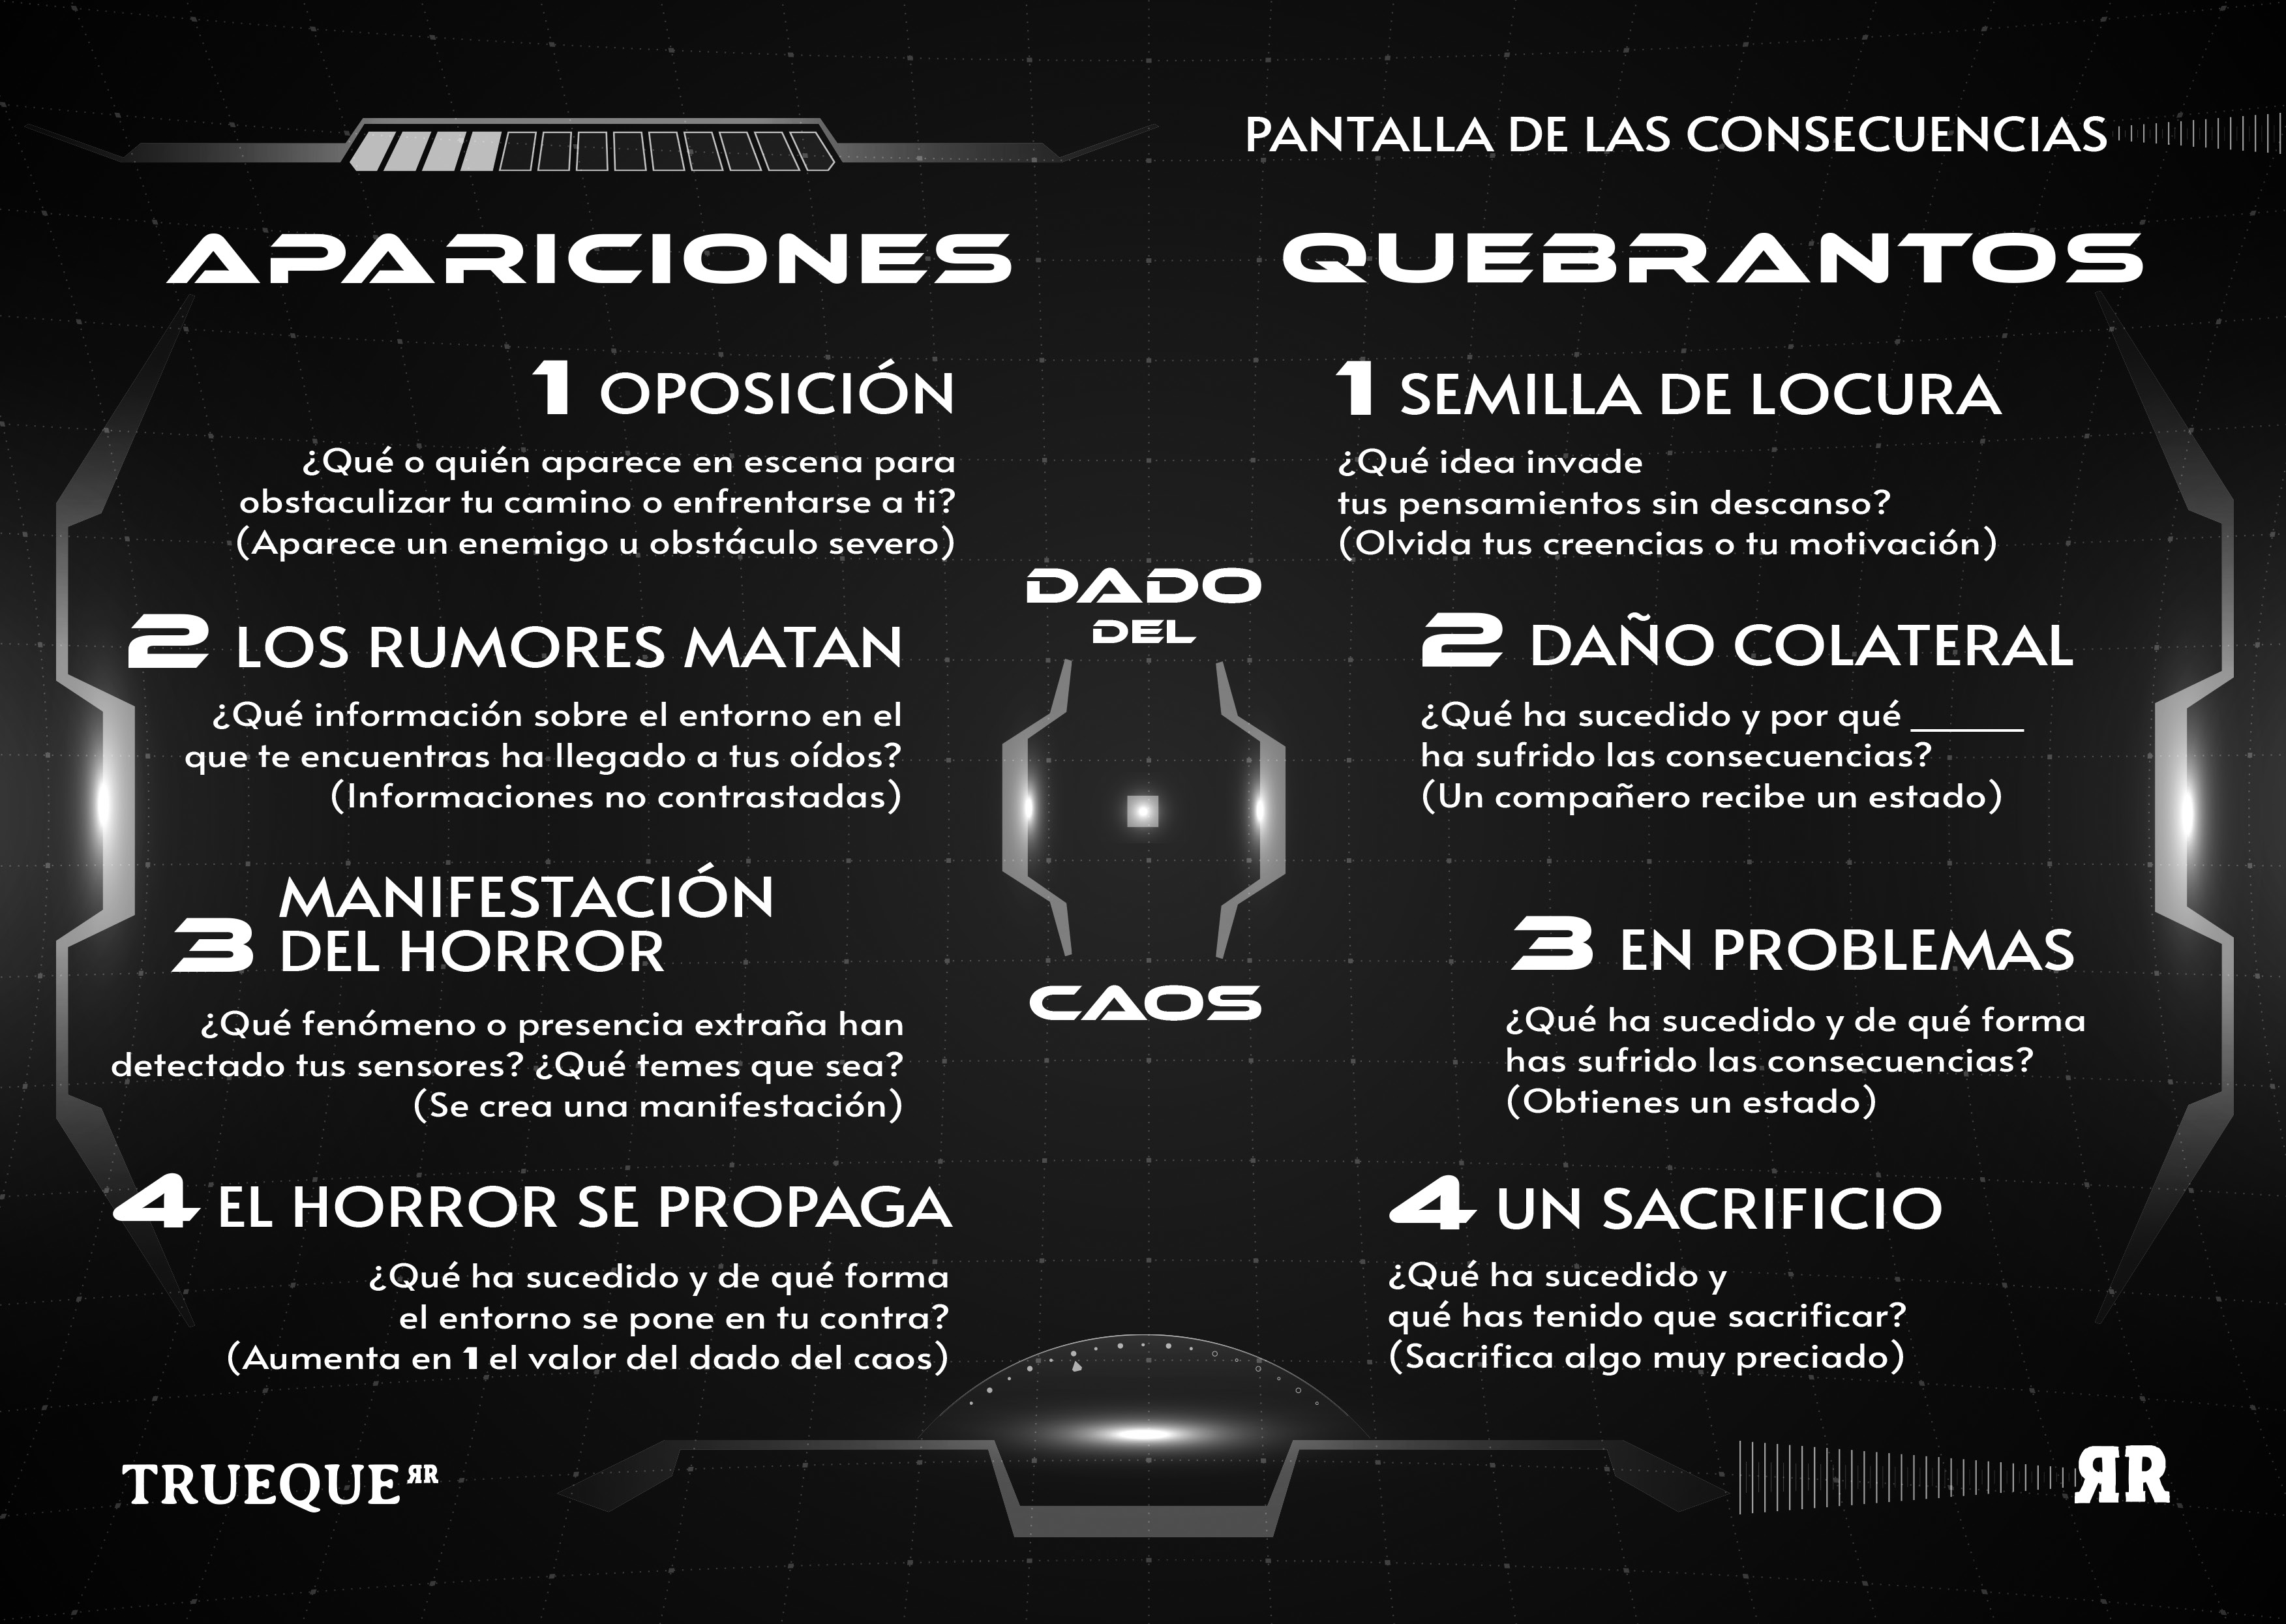 PANTALLA DE LAS CONSECUENCIAS
APARICIONES
1 OPOSICIÓN
¿Qué o quién aparece en escena para
obstaculizar tu camino o enfrentarse a ti?
(Aparece un enemigo u obstáculo severo)
2 LOS RUMORES MATAN
¿Qué información sobre el entorno en el
que te encuentras ha llegado a tus oídos?
(Informaciones no contrastadas)
3 MANIFESTACIÓN
DEL HORROR
¿Qué fenómeno o presencia extraña han
detectado tus sensores? ¿Qué temes que sea?
(Se crea una manifestación)
4 EL HORROR SE PROPAGA
¿Qué ha sucedido y de qué forma
el entorno se pone en tu contra?
(Aumenta en 1 el valor del dado del caos)
DADO
DEL
CAOS
QUEBRANTOS
1 SEMILLA DE LOCURA
¿Qué idea invade
tus pensamientos sin descanso?
(Olvida tus creencias o tu motivación)
2 DAÑO COLATERAL
¿Qué ha sucedido y por qué ______
ha sufrido las consecuencias?
(Un compañero recibe un estado)
3 EN PROBLEMAS
¿Qué ha sucedido y de qué forma
has sufrido las consecuencias?
(Obtienes un estado)
4 UN SACRIFICIO
¿Qué ha sucedido y
qué has tenido que sacrificar?
(Sacrifica algo muy preciado)
TRUEQUE ЯR
ЯR